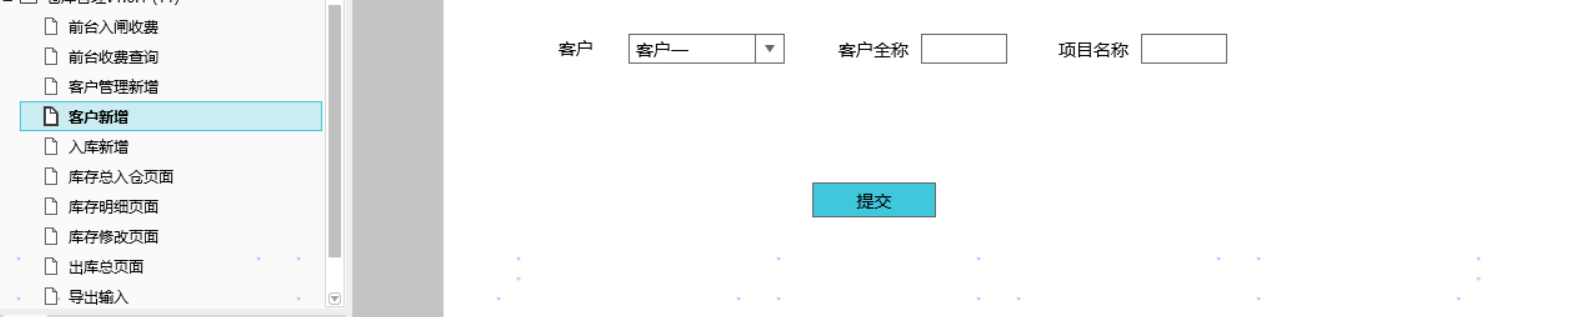 前台入闸收费
前台收费查询
客户管理新增
客户新增
入库新增
库存总入仓页面
库存明细页面
库存修改页面
出库总页面
导出输入
客户 客户一 客户全称 项目名称
提交